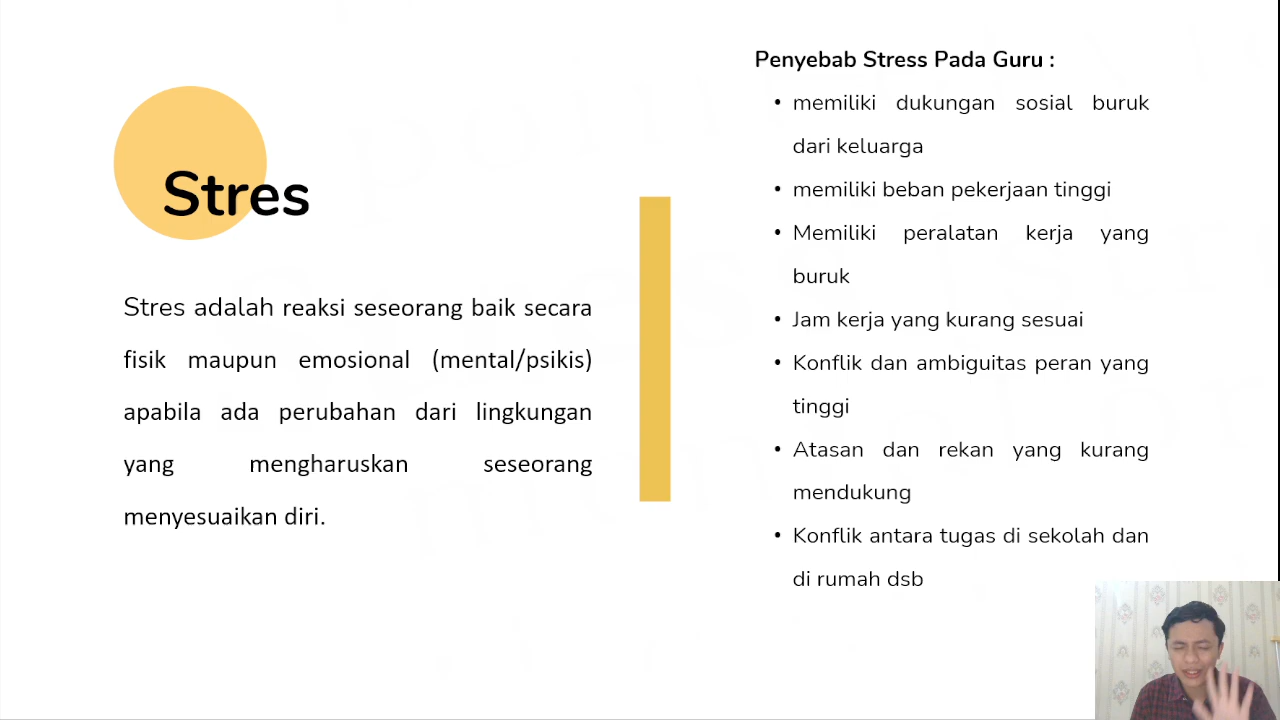 Stres
Stres adalah reaksi seseorang baik secara
fisik maupun emosional (mental/psikis)
apabila ada perubahan dari lingkungan
yang mengharuskan seseorang
menyesuaikan diri.
Penyebab Stress Pada Guru :
• memiliki dukungan sosial buruk
dari keluarga
• memiliki beban pekerjaan tinggi
• Memiliki peralatan kerja yang
buruk
• Jam kerja yang kurang sesuai
• Konflik dan ambiguitas peran yang
tinggi
• Atasan dan rekan yang kurang
mendukung
• Konflik antara tugas di sekolah dan
di rumah dsb